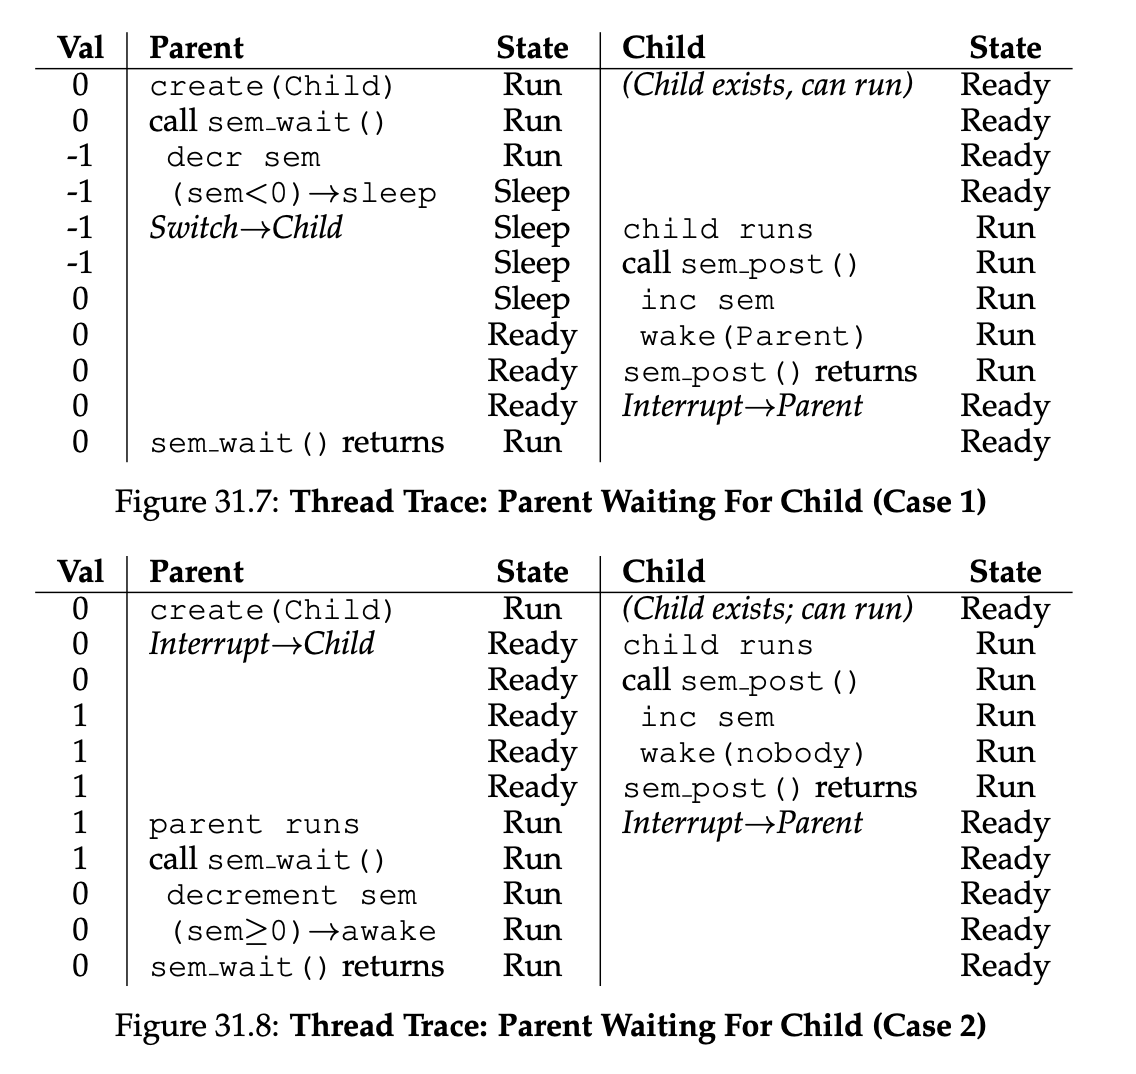 Val Parent State Child State
0 create(Child) Run (Child exists, can run) Ready
0 call sem_wait() Run Ready
-1 decr sem Run Ready
-1 (sem<0)→sleep Sleep Ready
-1 Switch→Child Sleep child runs Run
-1 Sleep call sem_post() Run
0 Sleep inc sem Run
0 Ready wake(Parent) Run
0 Ready sem_post() returns Run
0 Ready Interrupt→Parent Ready
0 sem_wait() returns Run Ready
Figure 31.7: Thread Trace: Parent Waiting For Child (Case 1)
Val Parent State Child State
0 create(Child) Run (Child exists; can run) Ready
0 Interrupt→Child Ready child runs Run
0 Ready call sem_post() Run
1 Ready inc sem Run
1 Ready wake(nobody) Run
1 Ready sem_post() returns Run
1 parent runs Run Interrupt→Parent Ready
1 call sem_wait() Run Ready
0 decrement sem Run Ready
0 (sem≥0)→awake Run Ready
0 sem_wait() returns Run Ready
Figure 31.8: Thread Trace: Parent Waiting For Child (Case 2)